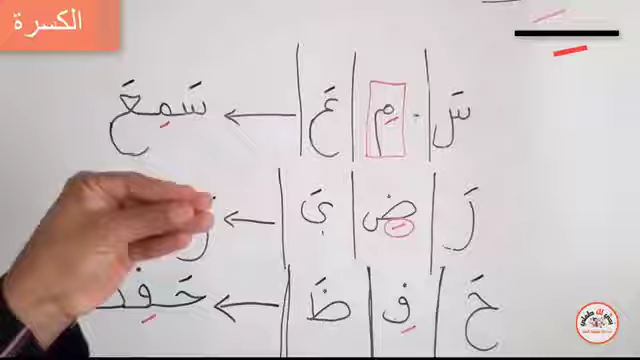 الكسرة
سَ مِ عَ ← سَمِعَ
رَ ضِ يَ ←
حَ فِ ظَ ←